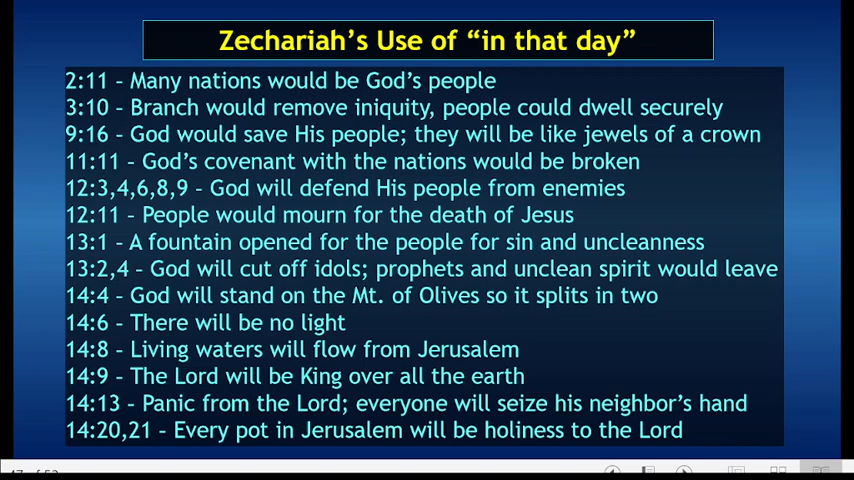 Zechariah's Use of "in that day"
2:11 – Many nations would be God's people
3:10 – Branch would remove iniquity, people could dwell securely
9:16 – God would save His people; they will be like jewels of a crown
11:11 – God's covenant with the nations would be broken
12:3,4,6,8,9 – God will defend His people from enemies
12:11 – People would mourn for the death of Jesus
13:1 – A fountain opened for the people for sin and uncleanness
13:2,4 – God will cut off idols; prophets and unclean spirit would leave
14:4 – God will stand on the Mt. of Olives so it splits in two
14:6 – There will be no light
14:8 – Living waters will flow from Jerusalem
14:9 – The Lord will be King over all the earth
14:13 – Panic from the Lord; everyone will seize his neighbor's hand
14:20,21 – Every pot in Jerusalem will be holiness to the Lord